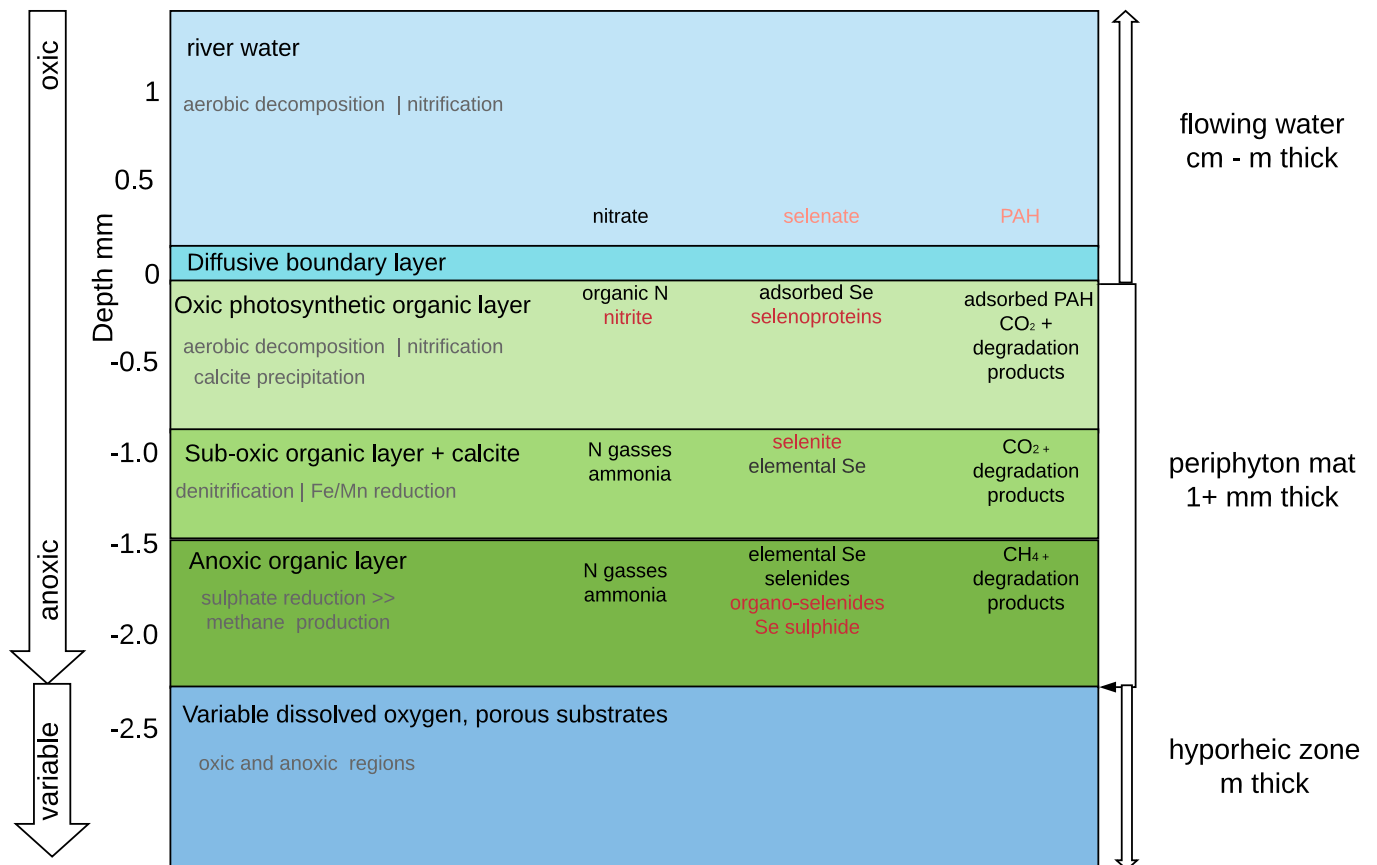 oxic
anoxic
variable
Depth mm
1
0.5
0
-0.5
-1.0
-1.5
-2.0
-2.5
river water
aerobic decomposition | nitrification
nitrate
selenate
PAH
Diffusive boundary layer
Oxic photosynthetic organic layer
aerobic decomposition | nitrification
calcite precipitation
organic N
nitrite
adsorbed Se
selenoproteins
adsorbed PAH
CO₂ +
degradation
products
Sub-oxic organic layer + calcite
denitrification | Fe/Mn reduction
N gasses
ammonia
selenite
elemental Se
CO₂ +
degradation
products
Anoxic organic layer
sulphate reduction >>
methane production
N gasses
ammonia
elemental Se
selenides
organo-selenides
Se sulphide
CH₄ +
degradation
products
Variable dissolved oxygen, porous substrates
oxic and anoxic regions
flowing water
cm - m thick
periphyton mat
1+ mm thick
hyporheic zone
m thick